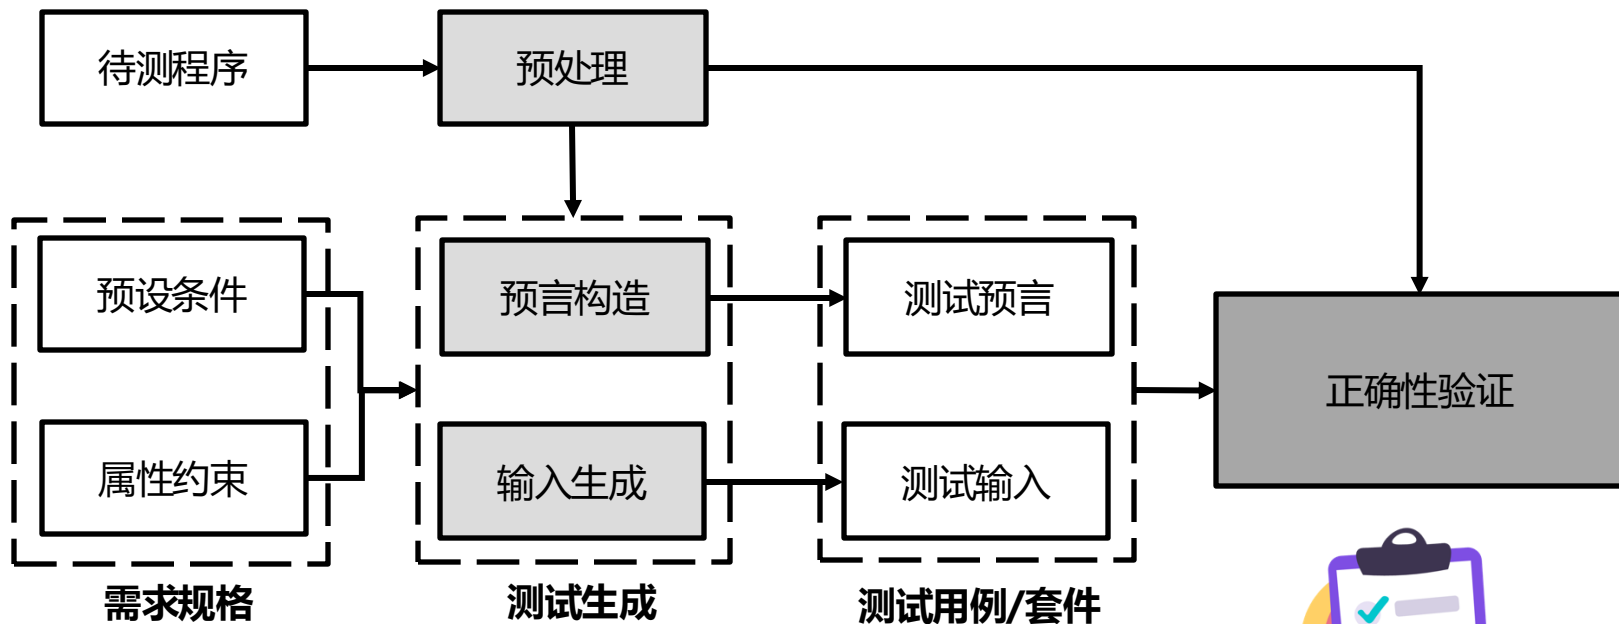 待测程序
预处理
预设条件
预言构造
测试预言
正确性验证
属性约束
输入生成
测试输入
需求规格
测试生成
测试用例/套件